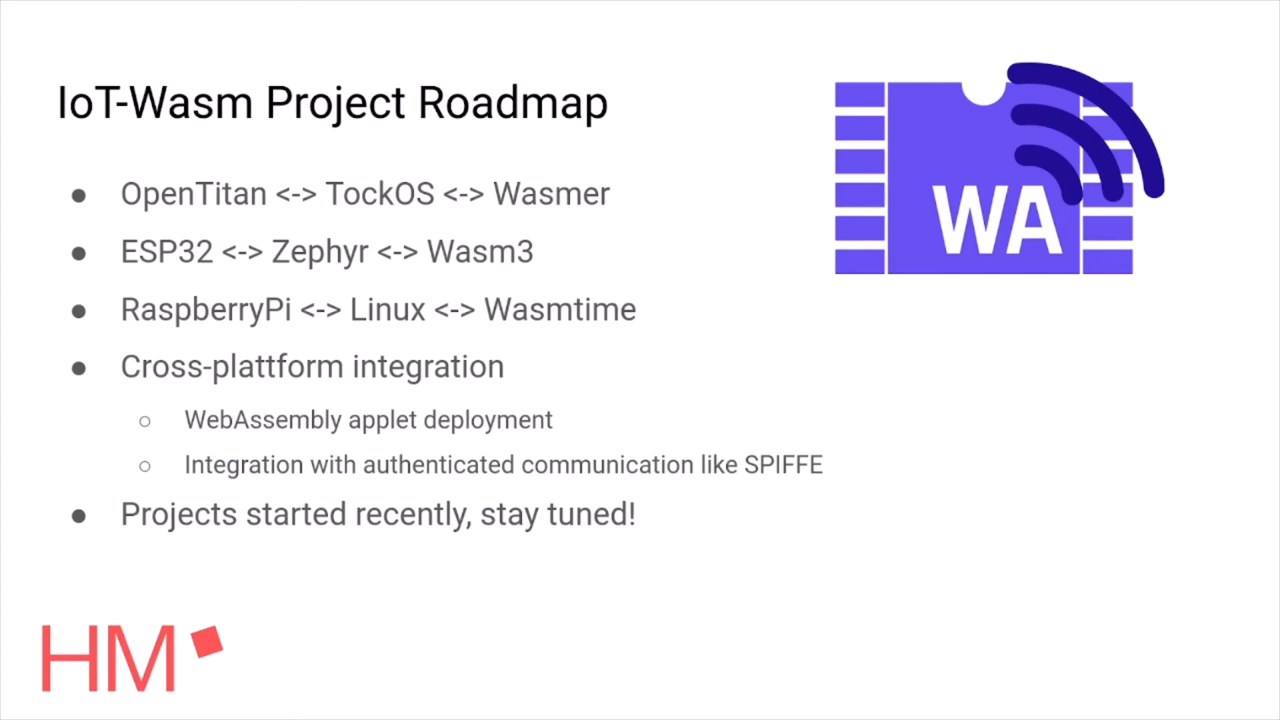 IoT-Wasm Project Roadmap
● OpenTitan <-> TockOS <-> Wasmer
● ESP32 <-> Zephyr <-> Wasm3
● RaspberryPi <-> Linux <-> Wasmtime
● Cross-plattform integration
○ WebAssembly applet deployment
○ Integration with authenticated communication like SPIFFE
● Projects started recently, stay tuned!
WA
HM